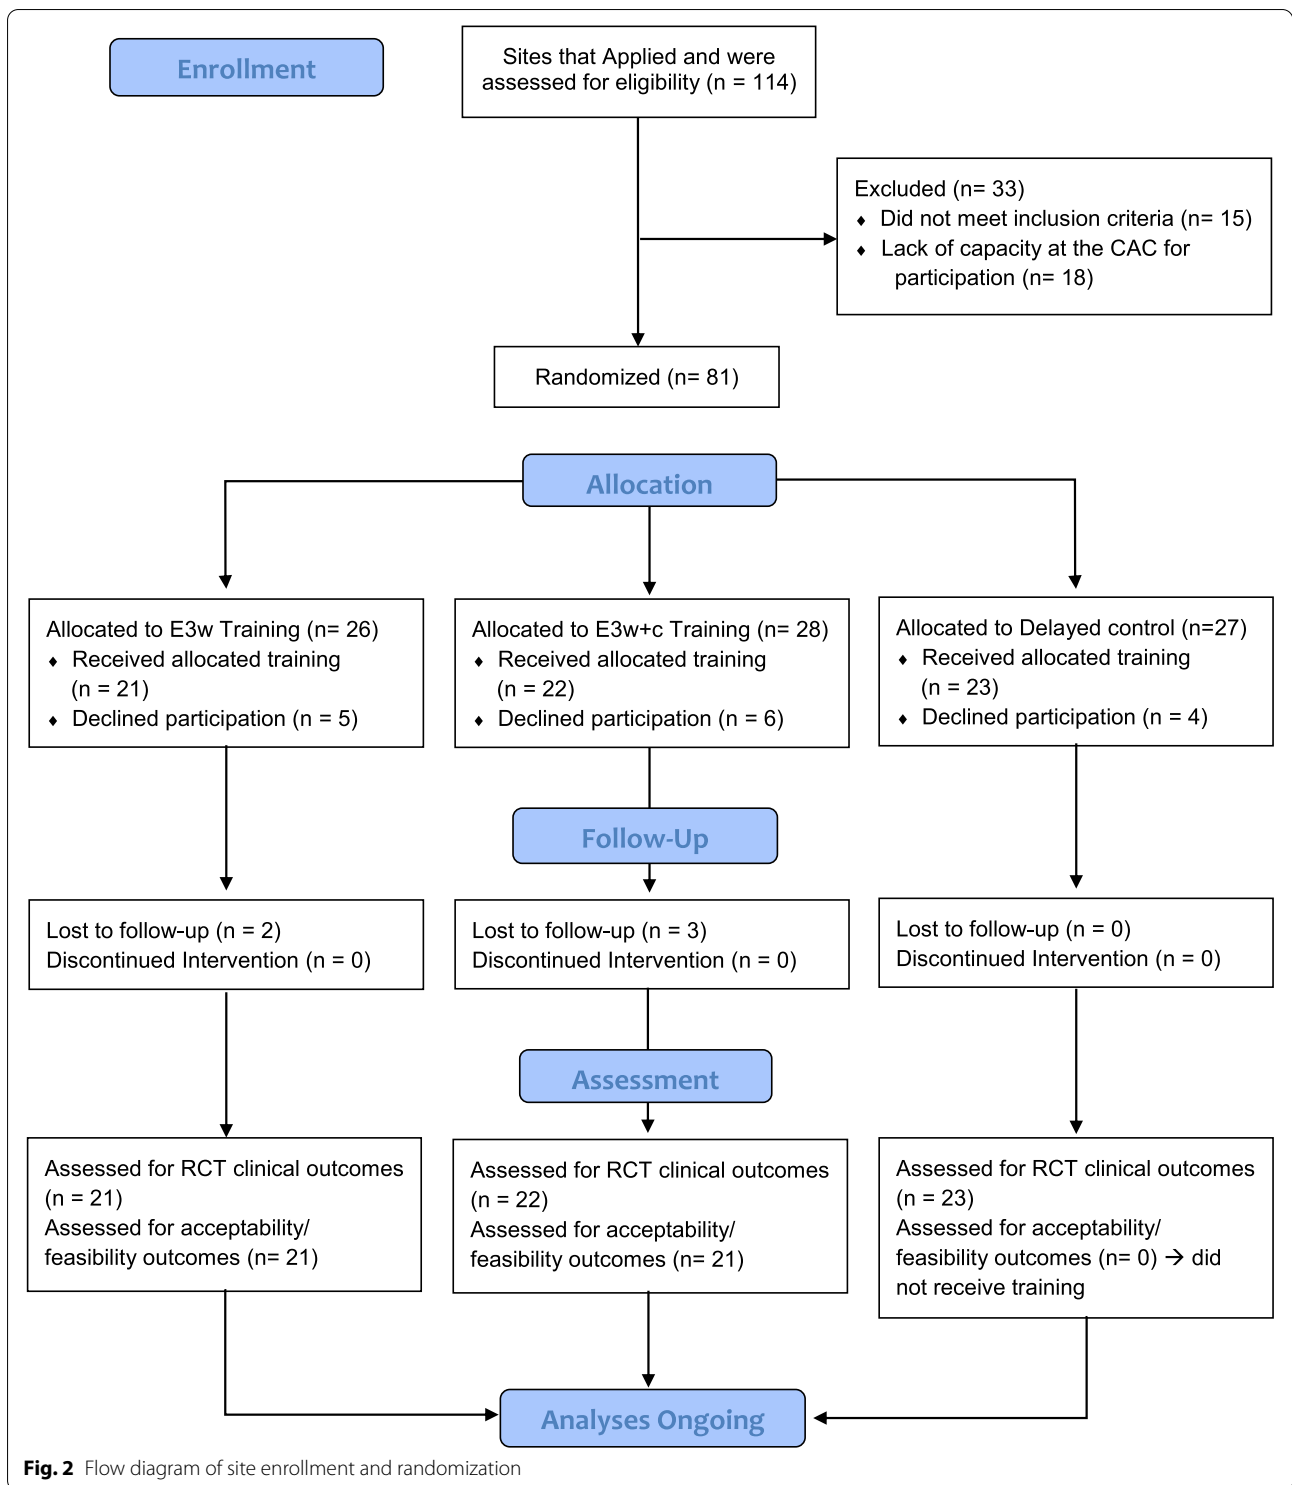 Enrollment
Sites that Applied and were
assessed for eligibility (n = 114)
Excluded (n= 33)
♦ Did not meet inclusion criteria (n= 15)
♦ Lack of capacity at the CAC for
participation (n= 18)
Randomized (n= 81)
Allocation
Allocated to E3w Training (n= 26)
♦ Received allocated training
(n = 21)
♦ Declined participation (n = 5)
Allocated to E3w+c Training (n= 28)
♦ Received allocated training
(n = 22)
♦ Declined participation (n = 6)
Allocated to Delayed control (n=27)
♦ Received allocated training
(n = 23)
♦ Declined participation (n = 4)
Follow-Up
Lost to follow-up (n = 2)
Discontinued Intervention (n = 0)
Lost to follow-up (n = 3)
Discontinued Intervention (n = 0)
Lost to follow-up (n = 0)
Discontinued Intervention (n = 0)
Assessment
Assessed for RCT clinical outcomes
(n = 21)
Assessed for acceptability/
feasibility outcomes (n= 21)
Assessed for RCT clinical outcomes
(n = 22)
Assessed for acceptability/
feasibility outcomes (n= 21)
Assessed for RCT clinical outcomes
(n = 23)
Assessed for acceptability/
feasibility outcomes (n= 0) → did
not receive training
Analyses Ongoing
Fig. 2 Flow diagram of site enrollment and randomization